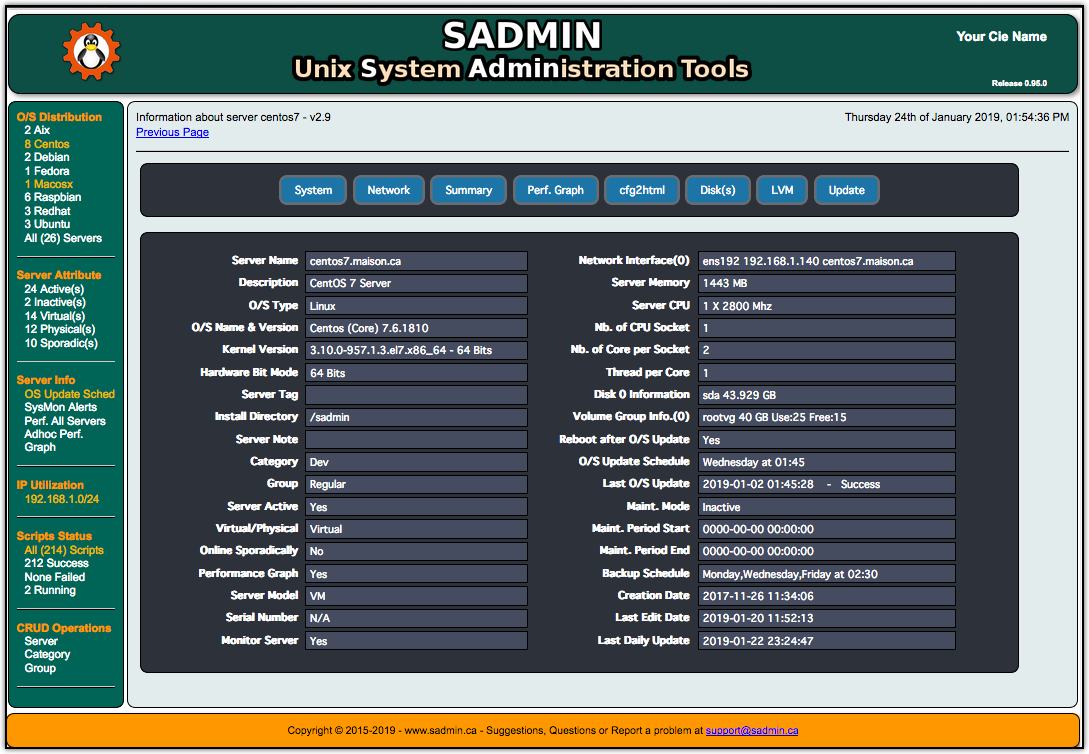 SADMIN
Unix System Administration Tools
Your Cie Name
Release 0.95.0
O/S Distribution
2 Aix
8 Centos
2 Debian
1 Fedora
1 Macosx
6 Raspbian
3 Redhat
3 Ubuntu
All (26) Servers
Server Attribute
24 Active(s)
2 Inactive(s)
14 Virtual(s)
12 Physical(s)
10 Sporadic(s)
Server Info
OS Update Sched
SysMon Alerts
Perf. All Servers
Adhoc Perf.
Graph
IP Utilization
192.168.1.0/24
Scripts Status
All (214) Scripts
212 Success
None Failed
2 Running
CRUD Operations
Server
Category
Group
Information about server centos7 - v2.9
Thursday 24th of January 2019, 01:54:36 PM
Previous Page
System Network Summary Perf. Graph cfg2html Disk(s) LVM Update
Server Name centos7.maison.ca
Description CentOS 7 Server
O/S Type Linux
O/S Name & Version Centos (Core) 7.6.1810
Kernel Version 3.10.0-957.1.3.el7.x86_64 - 64 Bits
Hardware Bit Mode 64 Bits
Server Tag
Install Directory /sadmin
Server Note
Category Dev
Group Regular
Server Active Yes
Virtual/Physical Virtual
Online Sporadically No
Performance Graph Yes
Server Model VM
Serial Number N/A
Monitor Server Yes
Network Interface(0) ens192 192.168.1.140 centos7.maison.ca
Server Memory 1443 MB
Server CPU 1 X 2800 Mhz
Nb. of CPU Socket 1
Nb. of Core per Socket 2
Thread per Core 1
Disk 0 Information sda 43.929 GB
Volume Group Info.(0) rootvg 40 GB Use:25 Free:15
Reboot after O/S Update Yes
O/S Update Schedule Wednesday at 01:45
Last O/S Update 2019-01-02 01:45:28 - Success
Maint. Mode Inactive
Maint. Period Start 0000-00-00 00:00:00
Maint. Period End 0000-00-00 00:00:00
Backup Schedule Monday,Wednesday,Friday at 02:30
Creation Date 2017-11-26 11:34:06
Last Edit Date 2019-01-20 11:52:13
Last Daily Update 2019-01-22 23:24:47
Copyright © 2015-2019 - www.sadmin.ca - Suggestions, Questions or Report a problem at support@sadmin.ca